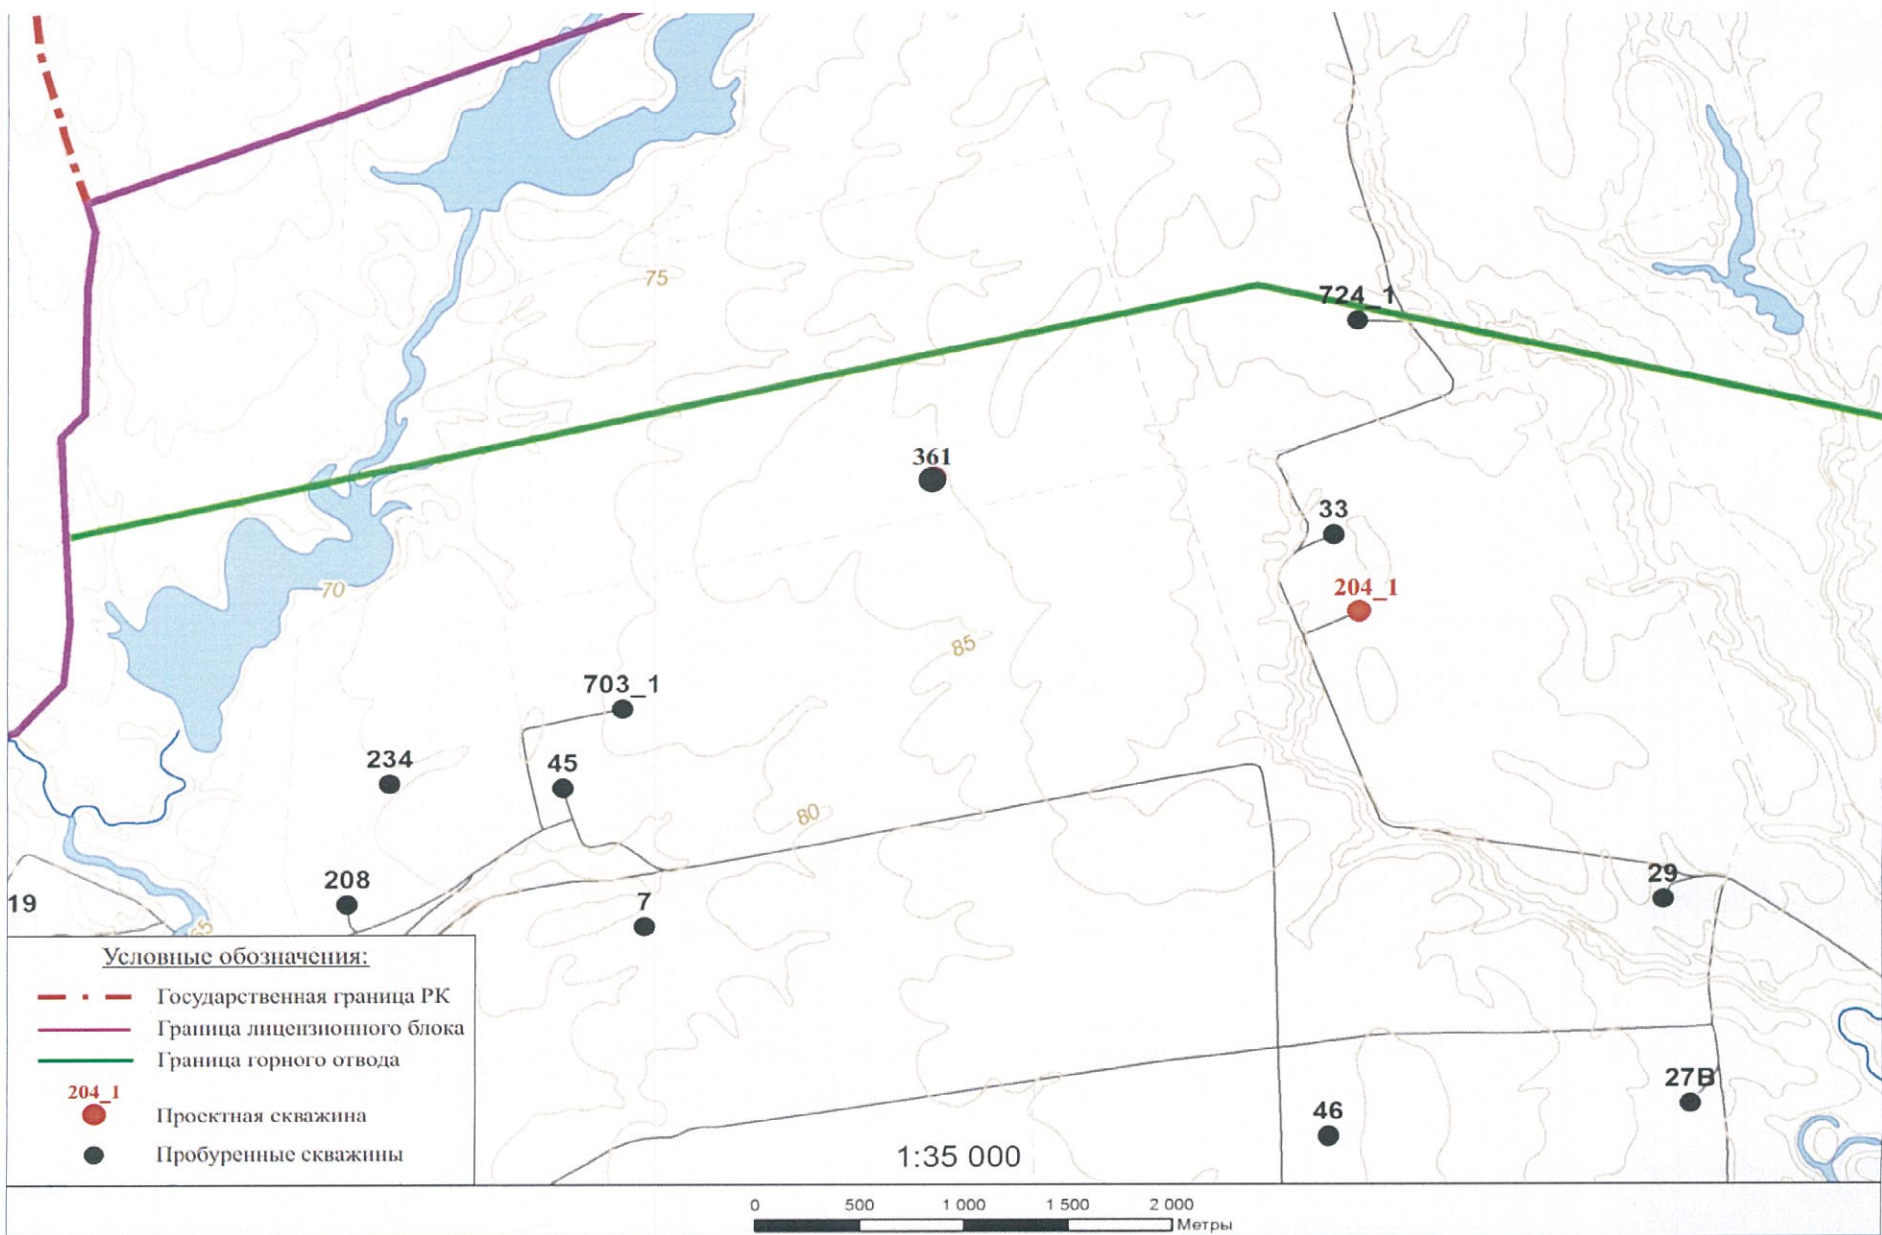 75
724_1
361
33
70
204_1
85
703_1
234
45
80
208
29
19
7
65
Условные обозначения:
Государственная граница РК
Граница лицензионного блока
Граница горного отвода
204_1
Проектная скважина
Пробуренные скважины
27В
46
1:35 000
0 500 1 000 1 500 2 000
Метры